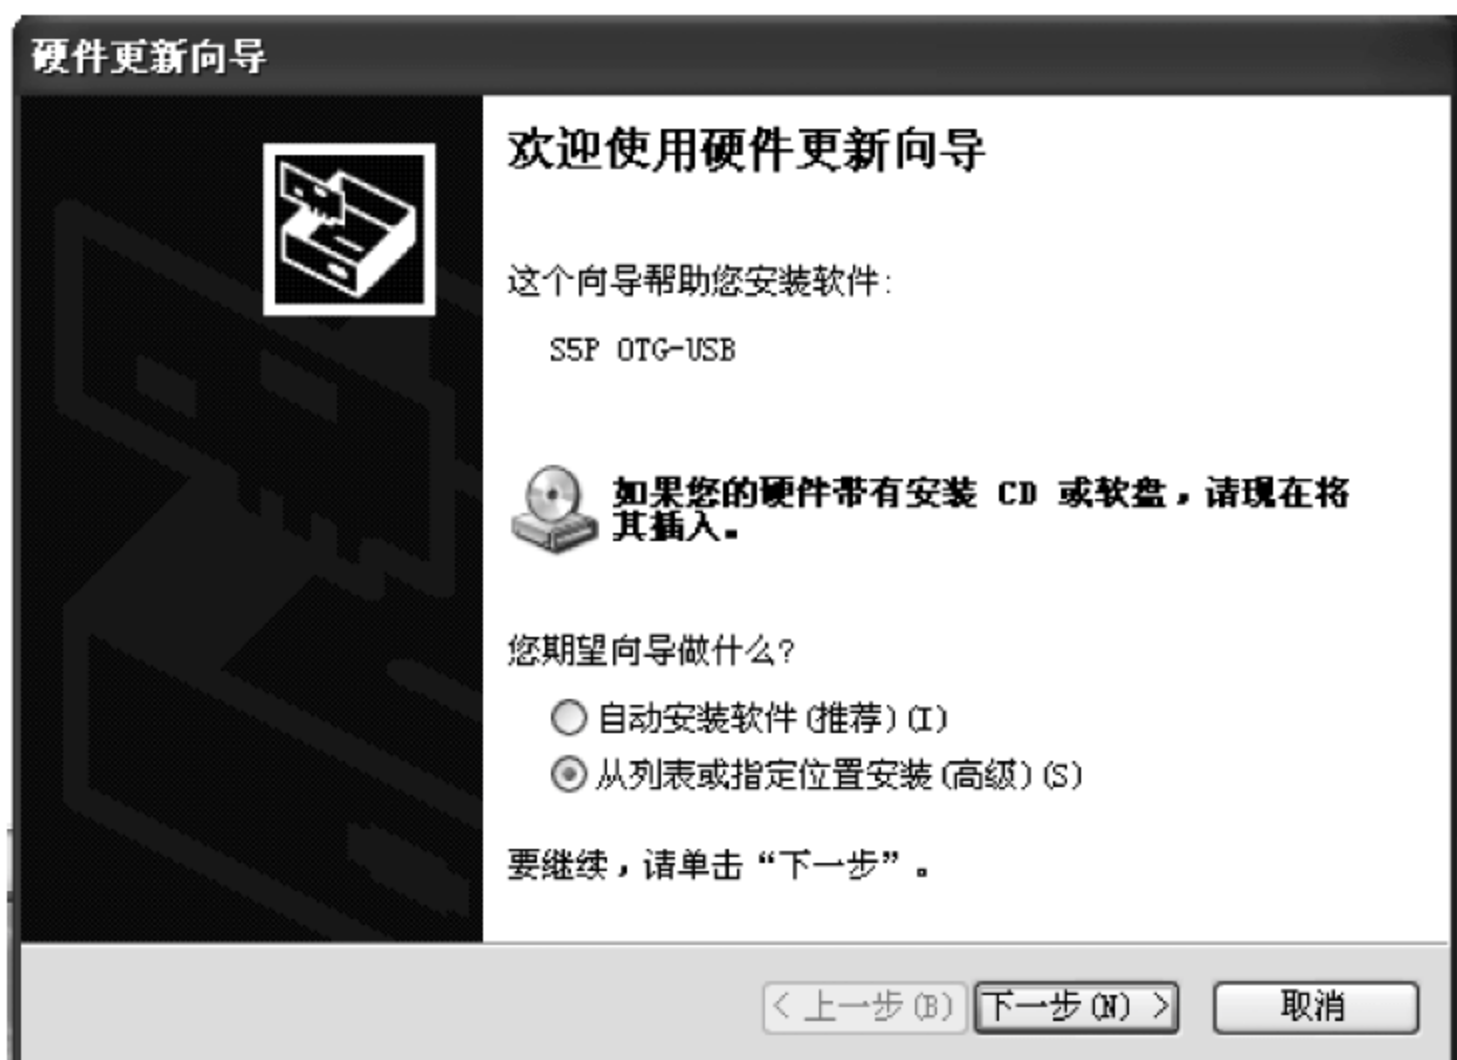 硬件更新向导
欢迎使用硬件更新向导
这个向导帮助您安装软件:
S5P OTG-USB
如果您的硬件带有安装 CD 或软盘，请现在将
其插入。
您期望向导做什么?
自动安装软件(推荐)(I)
从列表或指定位置安装(高级)(S)
要继续，请单击“下一步”。
< 上一步(B) 下一步(N) > 取消